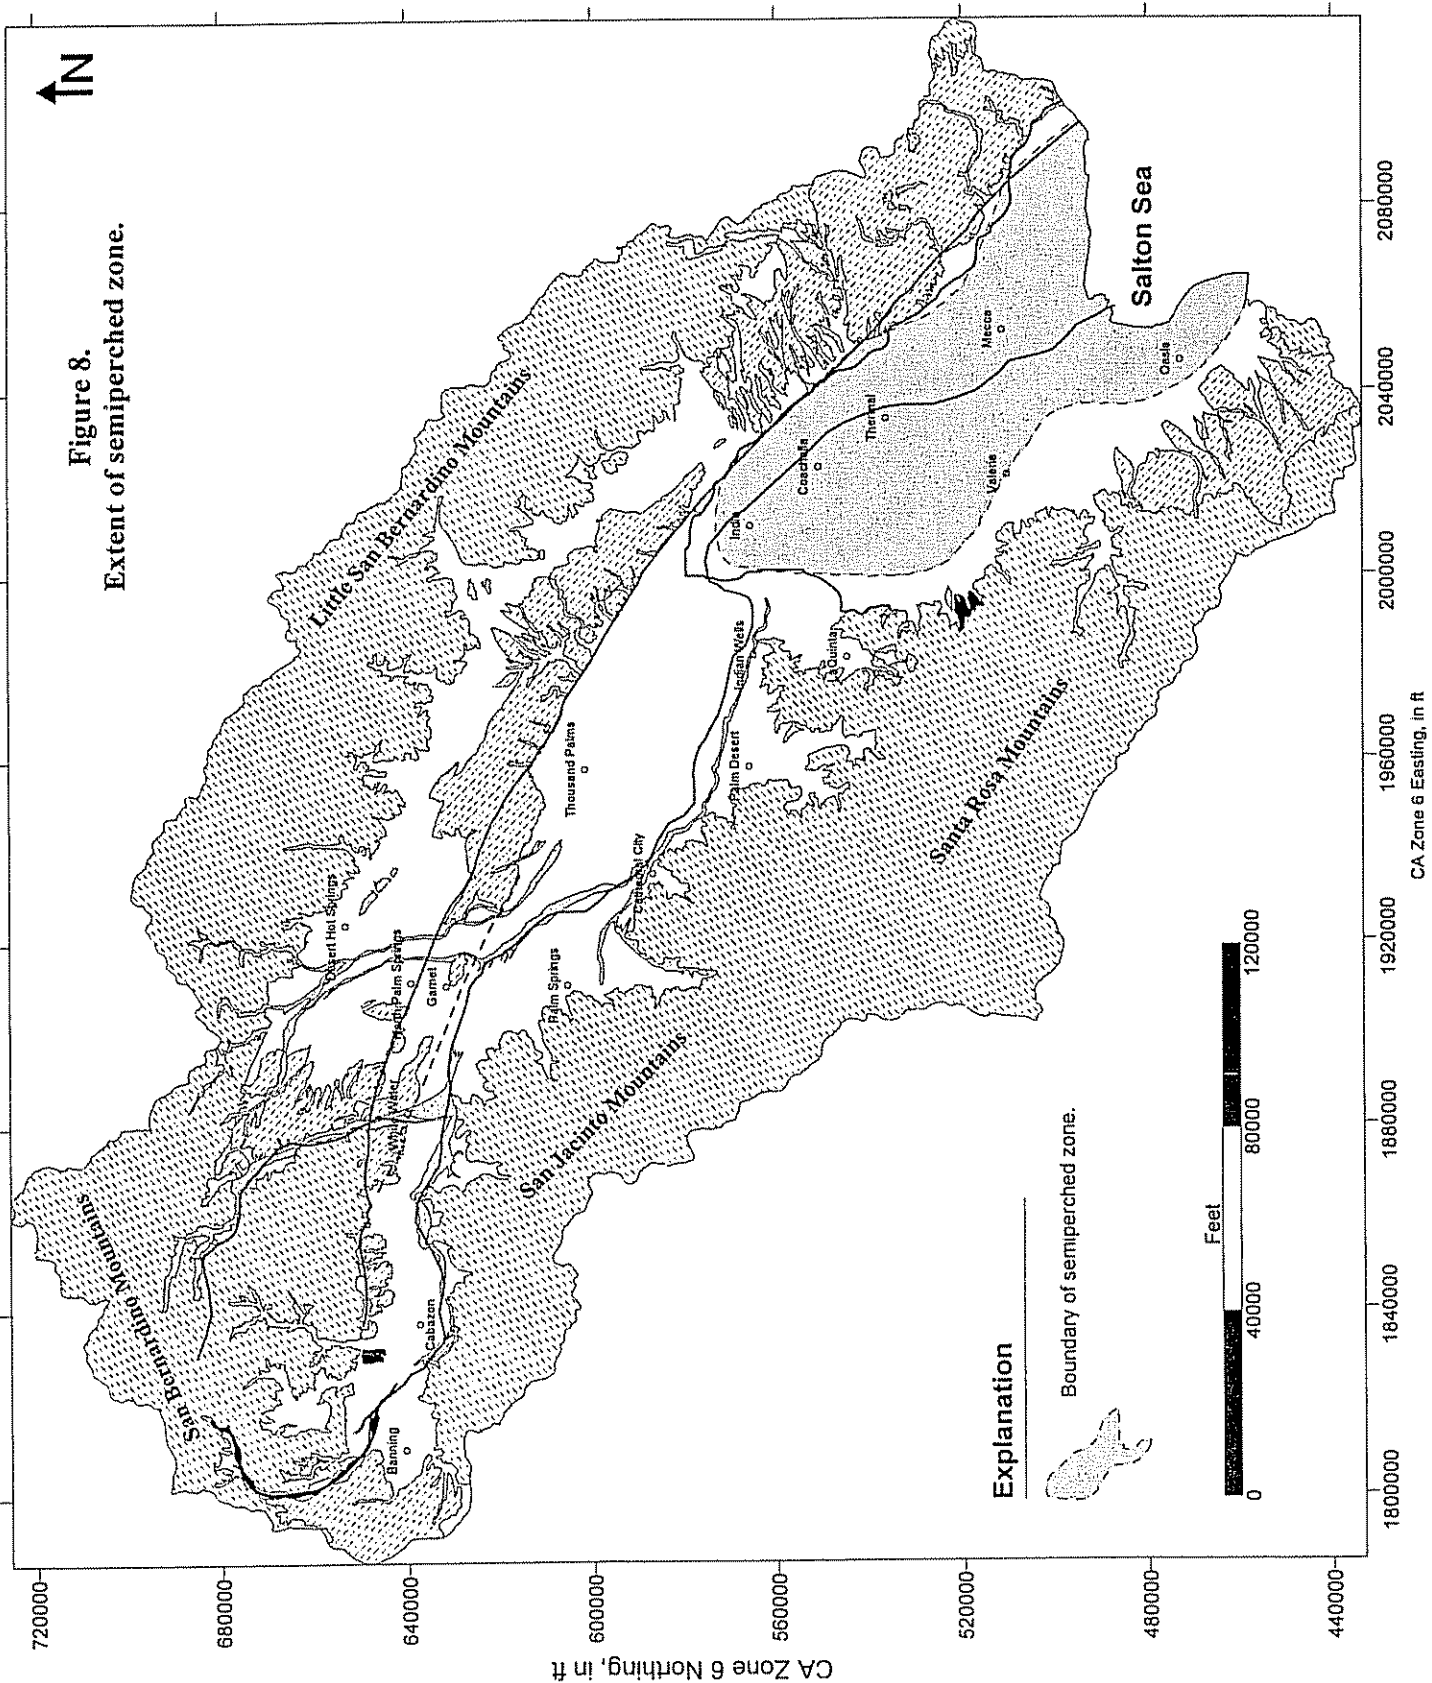 Figure 8.
Extent of semiperched zone.
N
San Bernardino Mountains
Little San Bernardino Mountains
San Jacinto Mountains
Santa Rosa Mountains
Salton Sea
Banning
Cabazon
White Water
North Palm Springs
Garnet
Desert Hot Springs
Palm Springs
Cathedral City
Thousand Palms
Palm Desert
Indian Wells
La Quinta
Indio
Coachella
Thermal
Valerie
Mecca
Oasis
Explanation
Boundary of semiperched zone.
Feet
0 40000 80000 120000
720000
680000
640000
600000
560000
520000
480000
440000
CA Zone 6 Northing, in ft
1800000 1840000 1880000 1920000 1960000 2000000 2040000 2080000
CA Zone 6 Easting, in ft